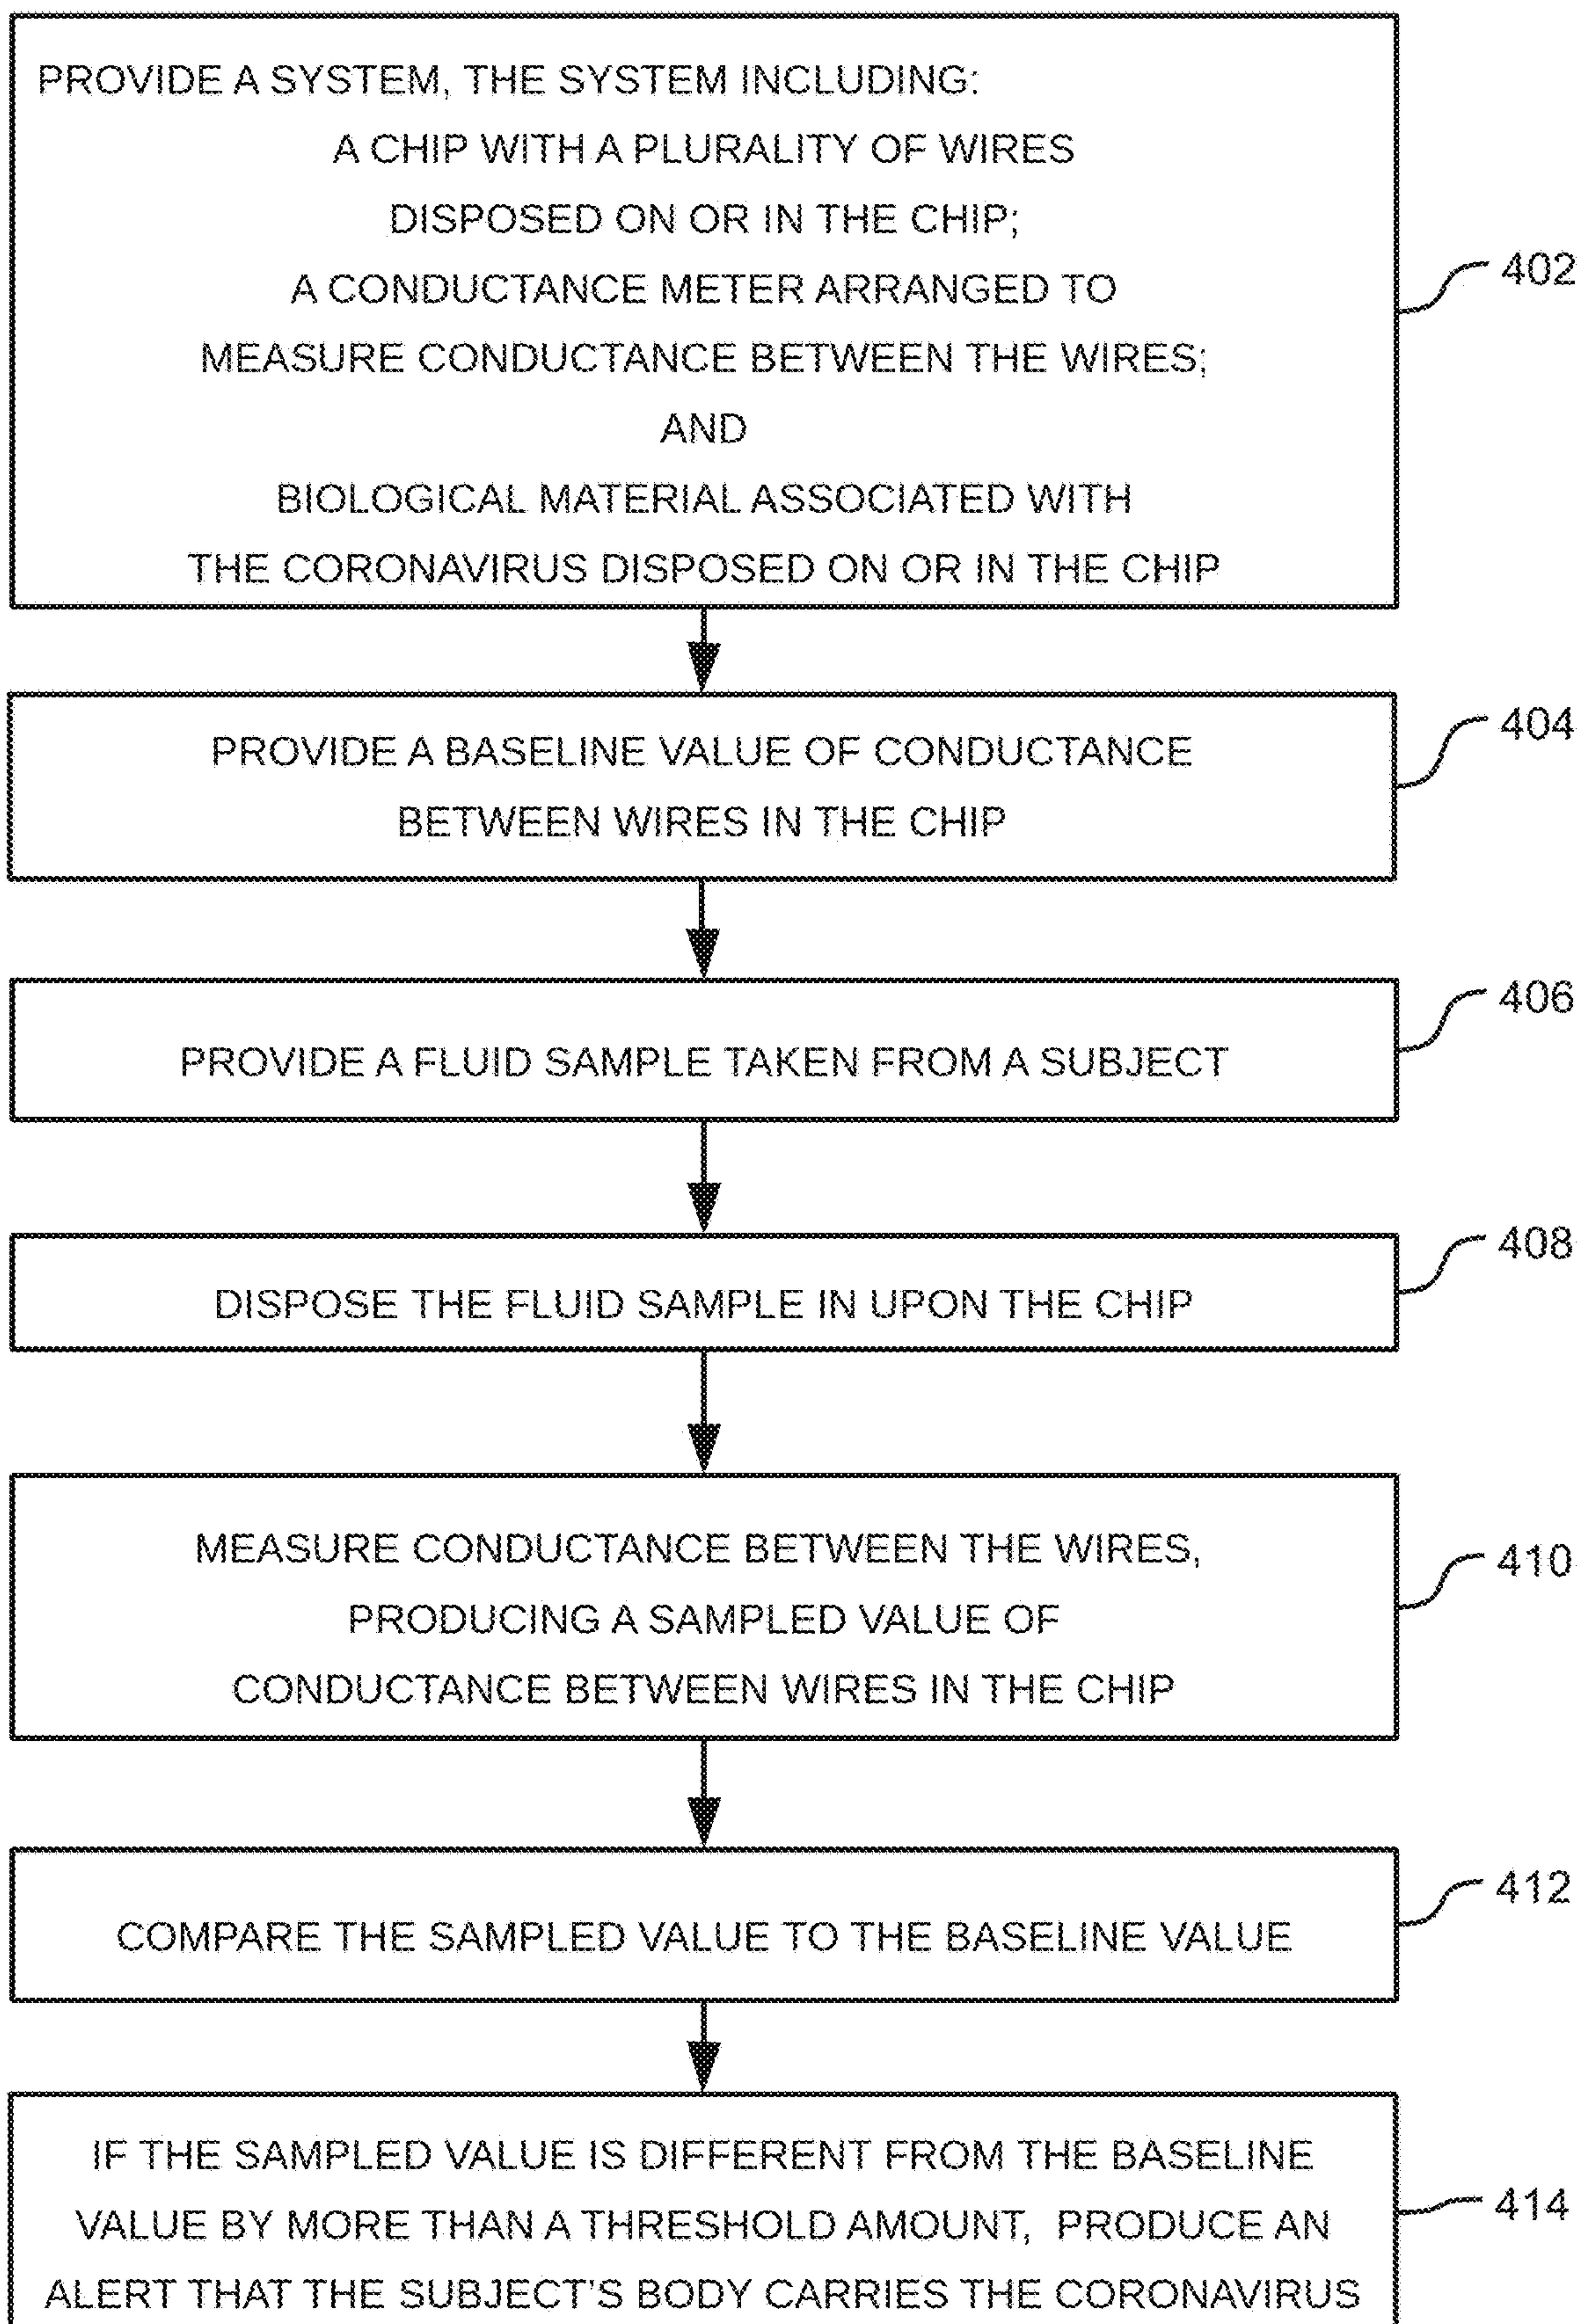 PROVIDE A SYSTEM, THE SYSTEM INCLUDING:
A CHIP WITH A PLURALITY OF WIRES
DISPOSED ON OR IN THE CHIP;
A CONDUCTANCE METER ARRANGED TO
MEASURE CONDUCTANCE BETWEEN THE WIRES;
AND
BIOLOGICAL MATERIAL ASSOCIATED WITH
THE CORONAVIRUS DISPOSED ON OR IN THE CHIP
402
PROVIDE A BASELINE VALUE OF CONDUCTANCE
BETWEEN WIRES IN THE CHIP
404
PROVIDE A FLUID SAMPLE TAKEN FROM A SUBJECT
406
DISPOSE THE FLUID SAMPLE IN UPON THE CHIP
408
MEASURE CONDUCTANCE BETWEEN THE WIRES,
PRODUCING A SAMPLED VALUE OF
CONDUCTANCE BETWEEN WIRES IN THE CHIP
410
COMPARE THE SAMPLED VALUE TO THE BASELINE VALUE
412
IF THE SAMPLED VALUE IS DIFFERENT FROM THE BASELINE
VALUE BY MORE THAN A THRESHOLD AMOUNT, PRODUCE AN
ALERT THAT THE SUBJECT'S BODY CARRIES THE CORONAVIRUS
414